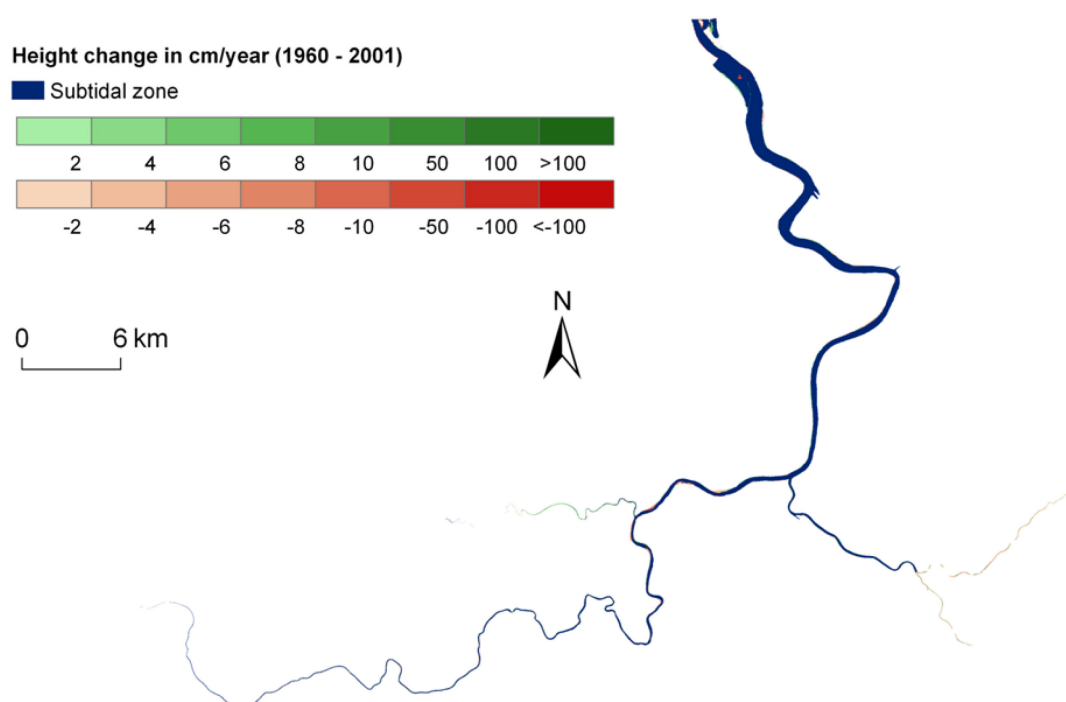 Height change in cm/year (1960 - 2001)
Subtidal zone
2 4 6 8 10 50 100 >100
-2 -4 -6 -8 -10 -50 -100 <-100
N
0 6 km